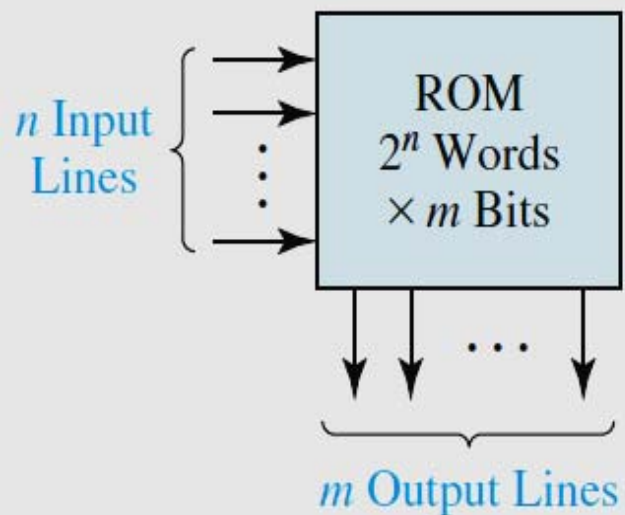 n Input
Lines
ROM
2ⁿ Words
× m Bits
m Output Lines